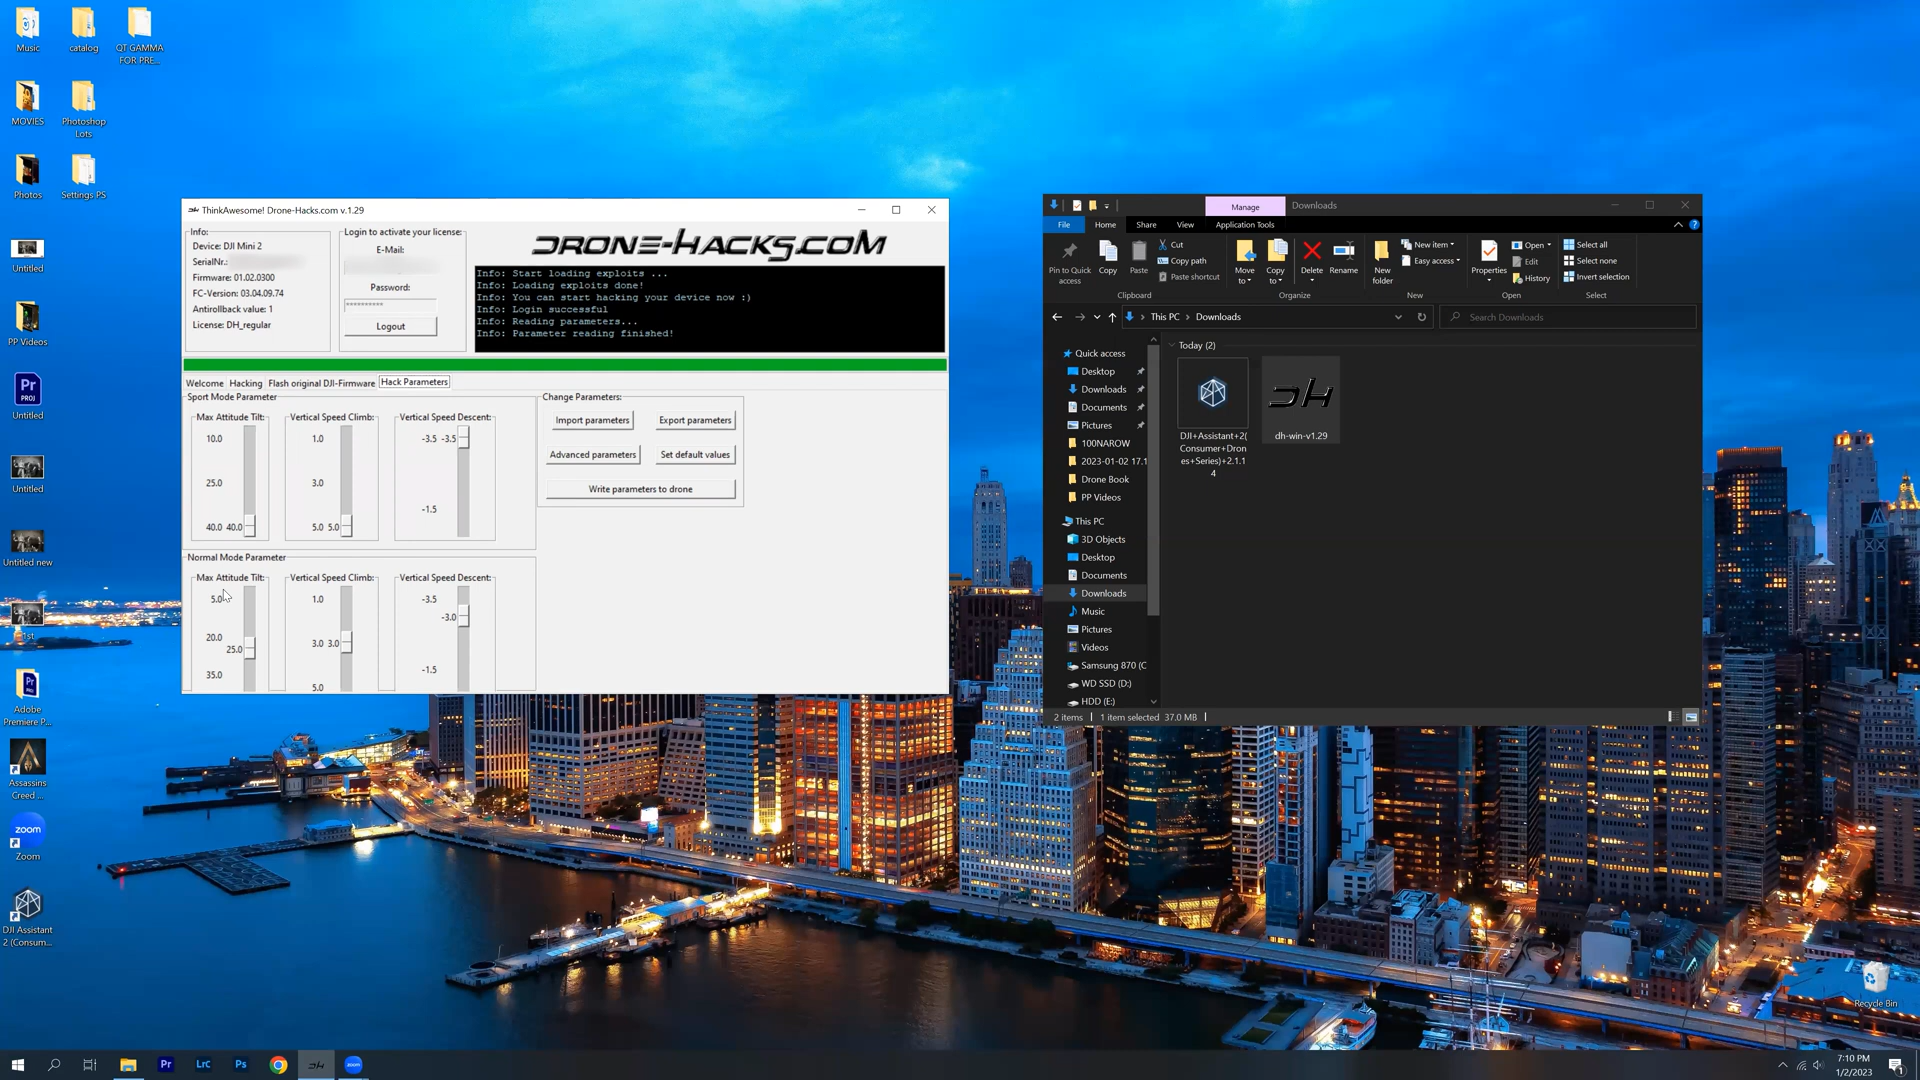 Music
catalog
QT GAMMA
FOR PRE...
MOVIES
Photoshop
Lots
Photos
Settings PS
Untitled
PP Videos
Untitled
Untitled
Untitled new
1st
Adobe
Premiere P...
Assassins
Creed ...
Zoom
DJI Assistant
2 (Consum...
ThinkAwesome! Drone-Hacks.com v.1.29
Info:
Device: DJI Mini 2
SerialNr.:
Firmware: 01.02.0300
FC-Version: 03.04.09.74
Antirollback value: 1
License: DH_regular
Login to activate your license:
E-Mail:
Password:
**********
Logout
DRONE-HACKS.COM
Info: Start loading exploits ...
Info: Loading exploits done!
Info: You can start hacking your device now :)
Info: Login successful
Info: Reading parameters...
Info: Parameter reading finished!
Welcome Hacking Flash original DJI-Firmware Hack Parameters
Sport Mode Parameter
Max Attitude Tilt: Vertical Speed Climb: Vertical Speed Descent:
10.0 1.0 -3.5 -3.5
25.0 3.0
-1.5
40.0 40.0 5.0 5.0
Change Parameters:
Import parameters Export parameters
Advanced parameters Set default values
Write parameters to drone
Normal Mode Parameter
Max Attitude Tilt: Vertical Speed Climb: Vertical Speed Descent:
5.0 1.0 -3.5
-3.0
20.0 3.0 3.0
25.0
35.0 -1.5
5.0
Manage Downloads
File Home Share View Application Tools
Pin to Quick
access
Copy
Paste
Cut
Copy path
Paste shortcut
Clipboard
Move
to
Copy
to
Delete
Rename
Organize
New
folder
New item
Easy access
New
Properties
Open
Edit
History
Open
Select all
Select none
Invert selection
Select
This PC Downloads
Search Downloads
Quick access
Desktop
Downloads
Documents
Pictures
100NAROW
2023-01-02 17.1
Drone Book
PP Videos
This PC
3D Objects
Desktop
Documents
Downloads
Music
Pictures
Videos
Samsung 870 (C
WD SSD (D:)
HDD (E:)
Today (2)
DJI+Assistant+2(
Consumer+Dron
es+Series)+2.1.1
4
dh-win-v1.29
2 items 1 item selected 37.0 MB
Recycle Bin
Pr
PROJ
Pr
zoom
Pr
LrC
Ps
zoom
7:10 PM
1/2/2023
1